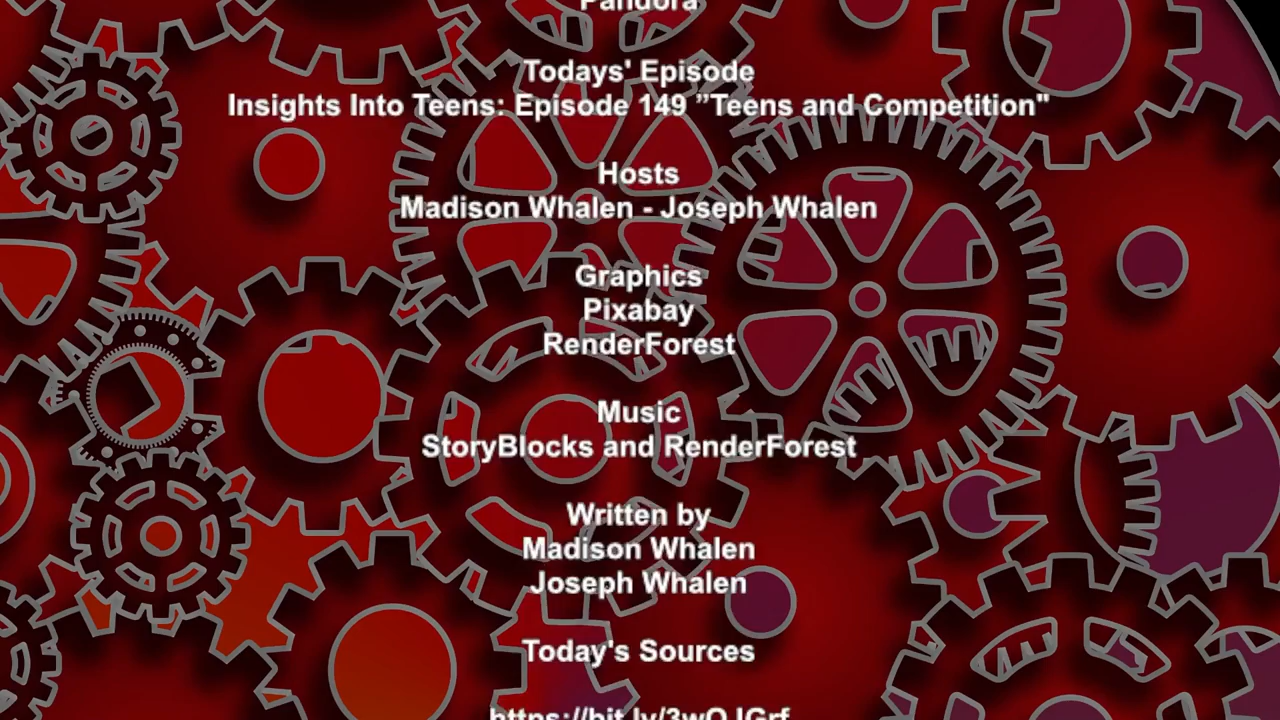 Pandora
Todays' Episode
Insights Into Teens: Episode 149 ”Teens and Competition"
Hosts
Madison Whalen - Joseph Whalen
Graphics
Pixabay
RenderForest
Music
StoryBlocks and RenderForest
Written by
Madison Whalen
Joseph Whalen
Today's Sources